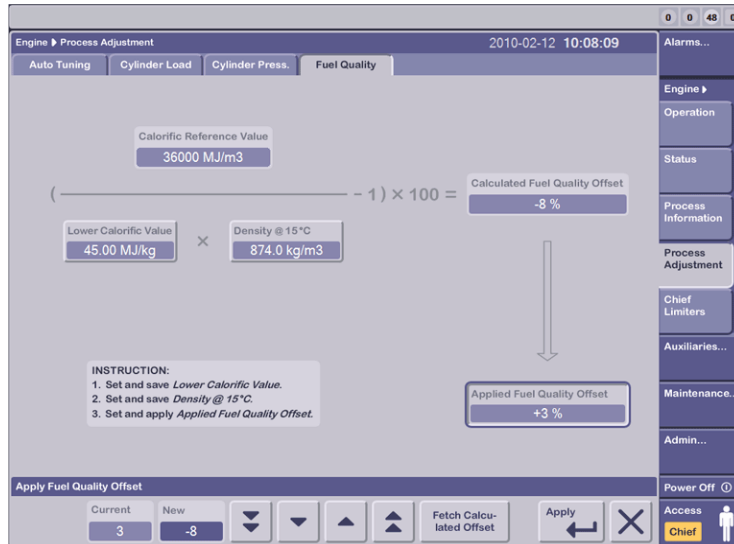 0 0 48
Engine Process Adjustment 2010-02-12 10:08:09
Alarms...
Auto Tuning Cylinder Load Cylinder Press. Fuel Quality
Engine
Operation
Calorific Reference Value
36000 MJ/m3
Status
( - 1) × 100 =
Calculated Fuel Quality Offset
-8 %
Process
Information
Lower Calorific Value
45.00 MJ/kg
×
Density @ 15°C
874.0 kg/m3
Process
Adjustment
Chief
Limiters
Auxiliaries...
INSTRUCTION:
1. Set and save Lower Calorific Value.
2. Set and save Density @ 15°C.
3. Set and apply Applied Fuel Quality Offset.
Applied Fuel Quality Offset
+3 %
Maintenance..
Admin...
Apply Fuel Quality Offset
Power Off
Current
3
New
-8
Fetch Calcu-
lated Offset
Apply
Access
Chief